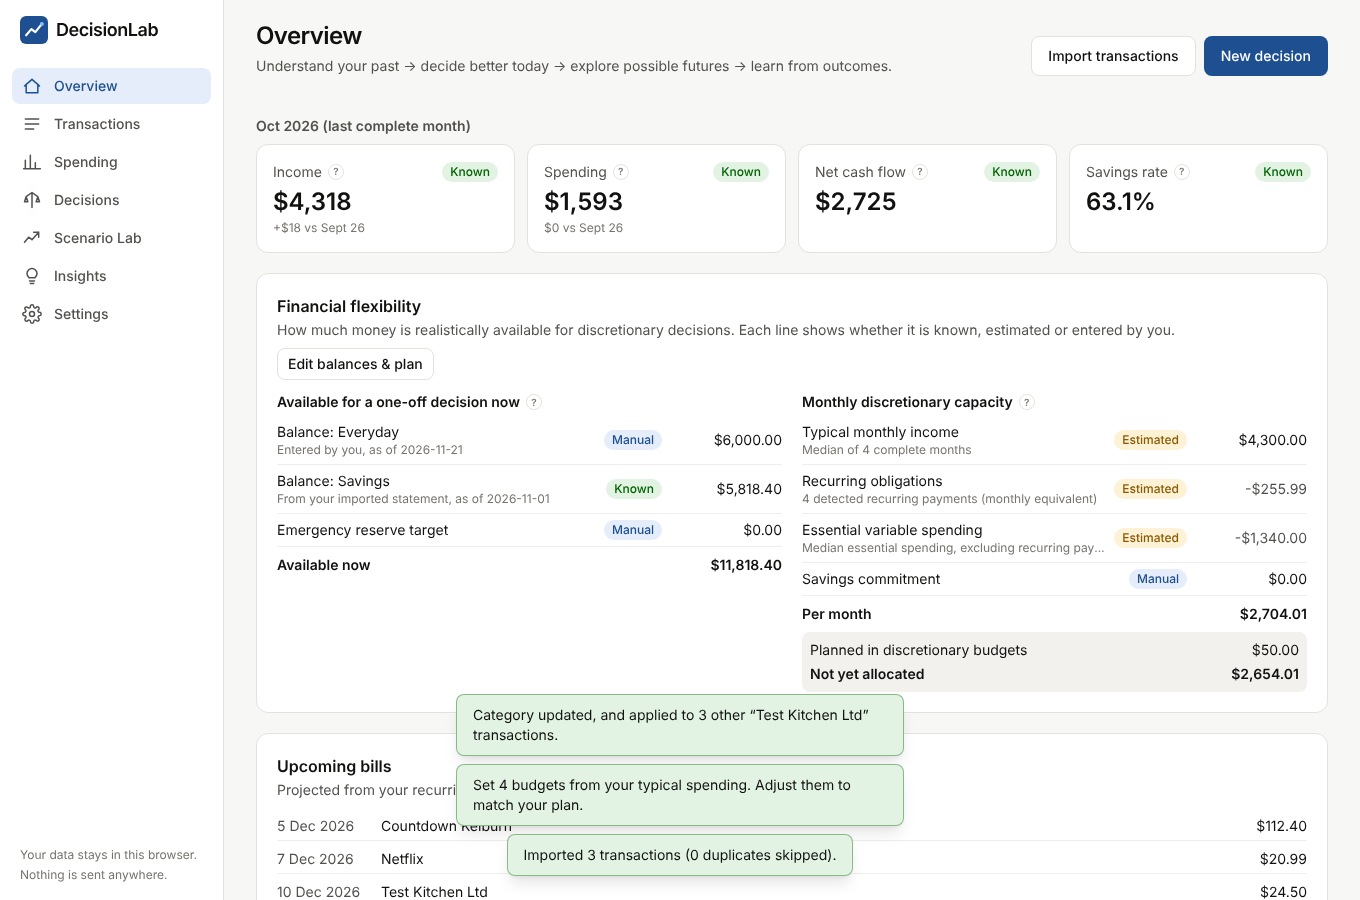 DecisionLab
Overview
Transactions
Spending
Decisions
Scenario Lab
Insights
Settings
Your data stays in this browser.
Nothing is sent anywhere.
Overview
Understand your past → decide better today → explore possible futures → learn from outcomes.
Import transactions
New decision
Oct 2026 (last complete month)
Income ? Known
$4,318
+$18 vs Sept 26
Spending ? Known
$1,593
$0 vs Sept 26
Net cash flow ? Known
$2,725
Savings rate ? Known
63.1%
Financial flexibility
How much money is realistically available for discretionary decisions. Each line shows whether it is known, estimated or entered by you.
Edit balances & plan
Available for a one-off decision now ?
Balance: Everyday Manual $6,000.00
Entered by you, as of 2026-11-21
Balance: Savings Known $5,818.40
From your imported statement, as of 2026-11-01
Emergency reserve target Manual $0.00
Available now $11,818.40
Monthly discretionary capacity ?
Typical monthly income Estimated $4,300.00
Median of 4 complete months
Recurring obligations Estimated -$255.99
4 detected recurring payments (monthly equivalent)
Essential variable spending Estimated -$1,340.00
Median essential spending, excluding recurring pay...
Savings commitment Manual $0.00
Per month $2,704.01
Planned in discretionary budgets $50.00
Not yet allocated $2,654.01
Category updated, and applied to 3 other “Test Kitchen Ltd”
transactions.
Set 4 budgets from your typical spending. Adjust them to
match your plan.
Imported 3 transactions (0 duplicates skipped).
Upcoming bills
Projected from your recurri
5 Dec 2026 Countdown Kelburn $112.40
7 Dec 2026 Netflix $20.99
10 Dec 2026 Test Kitchen Ltd $24.50